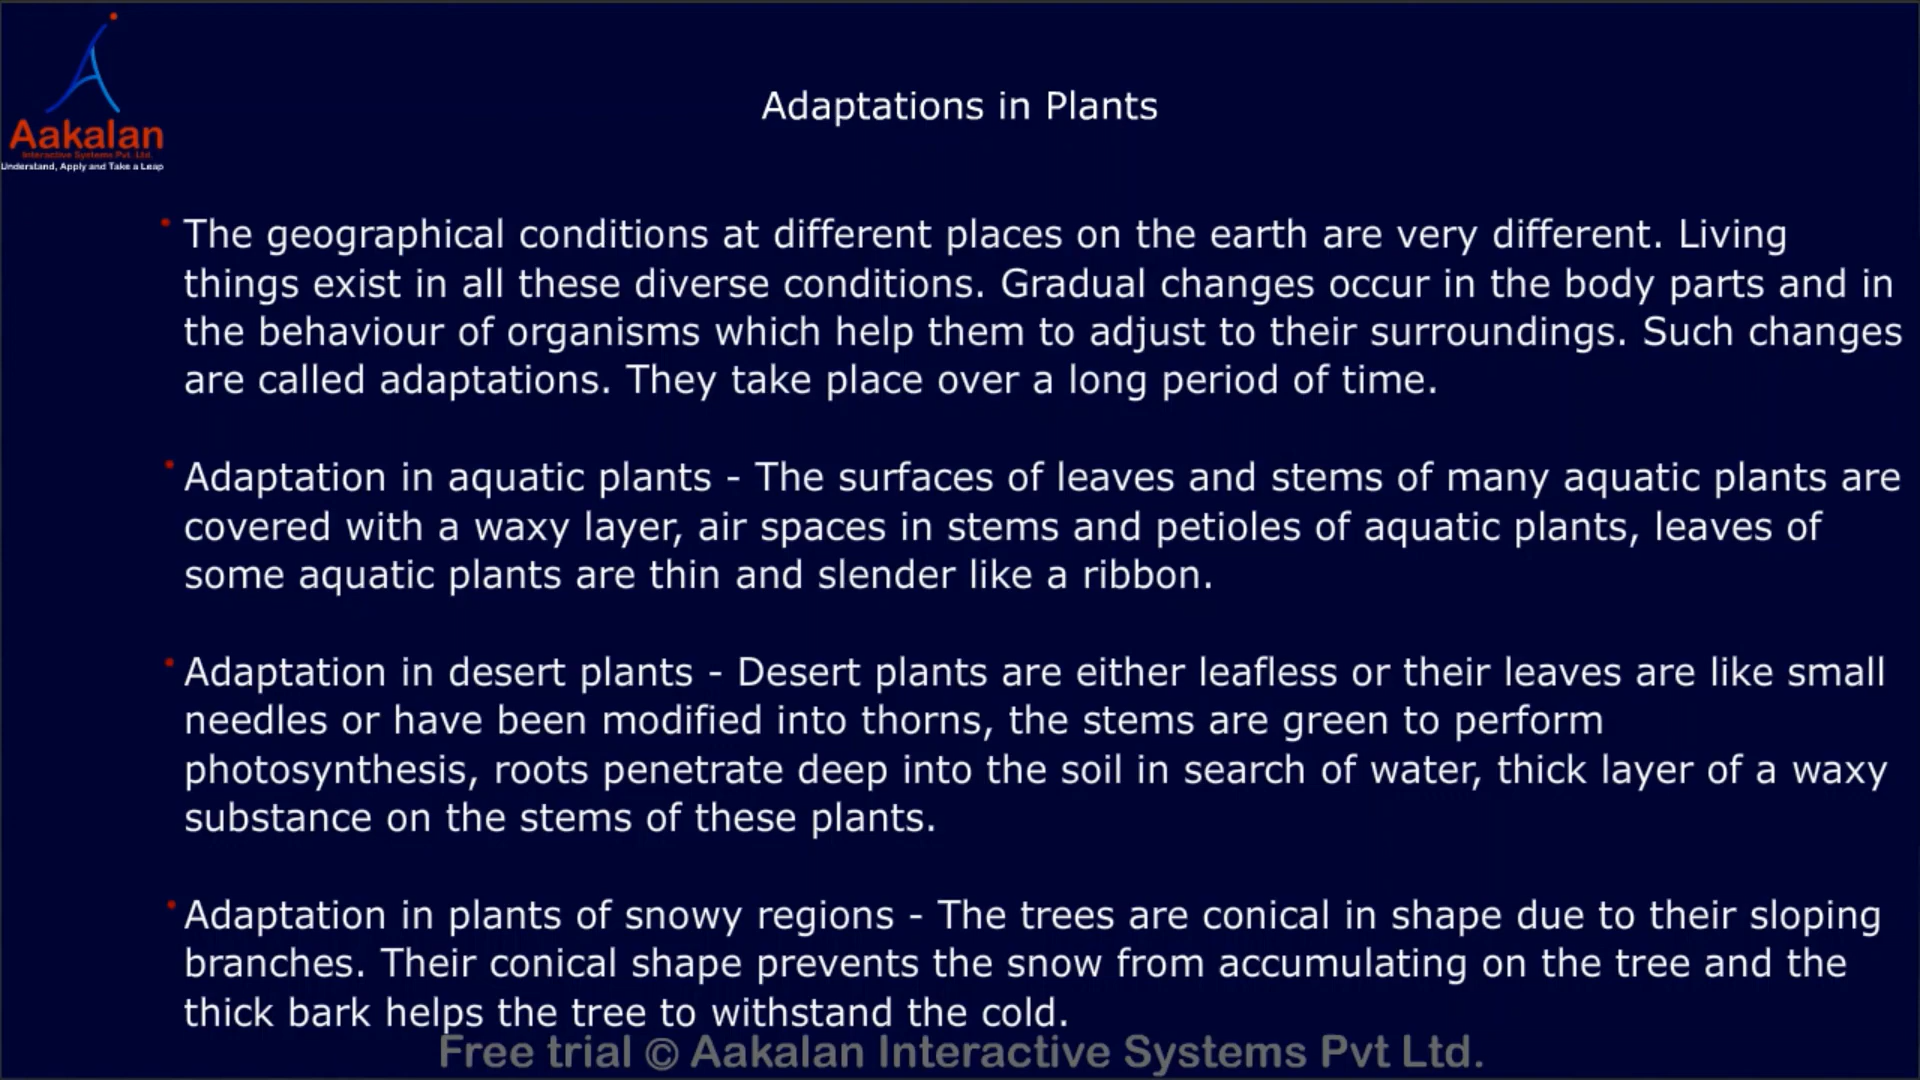 Aakalan
Interactive Systems Pvt. Ltd.
Understand, Apply and Take a Leap
Adaptations in Plants
The geographical conditions at different places on the earth are very different. Living
things exist in all these diverse conditions. Gradual changes occur in the body parts and in
the behaviour of organisms which help them to adjust to their surroundings. Such changes
are called adaptations. They take place over a long period of time.
Adaptation in aquatic plants - The surfaces of leaves and stems of many aquatic plants are
covered with a waxy layer, air spaces in stems and petioles of aquatic plants, leaves of
some aquatic plants are thin and slender like a ribbon.
Adaptation in desert plants - Desert plants are either leafless or their leaves are like small
needles or have been modified into thorns, the stems are green to perform
photosynthesis, roots penetrate deep into the soil in search of water, thick layer of a waxy
substance on the stems of these plants.
Adaptation in plants of snowy regions - The trees are conical in shape due to their sloping
branches. Their conical shape prevents the snow from accumulating on the tree and the
thick bark helps the tree to withstand the cold.
Free trial © Aakalan Interactive Systems Pvt Ltd.